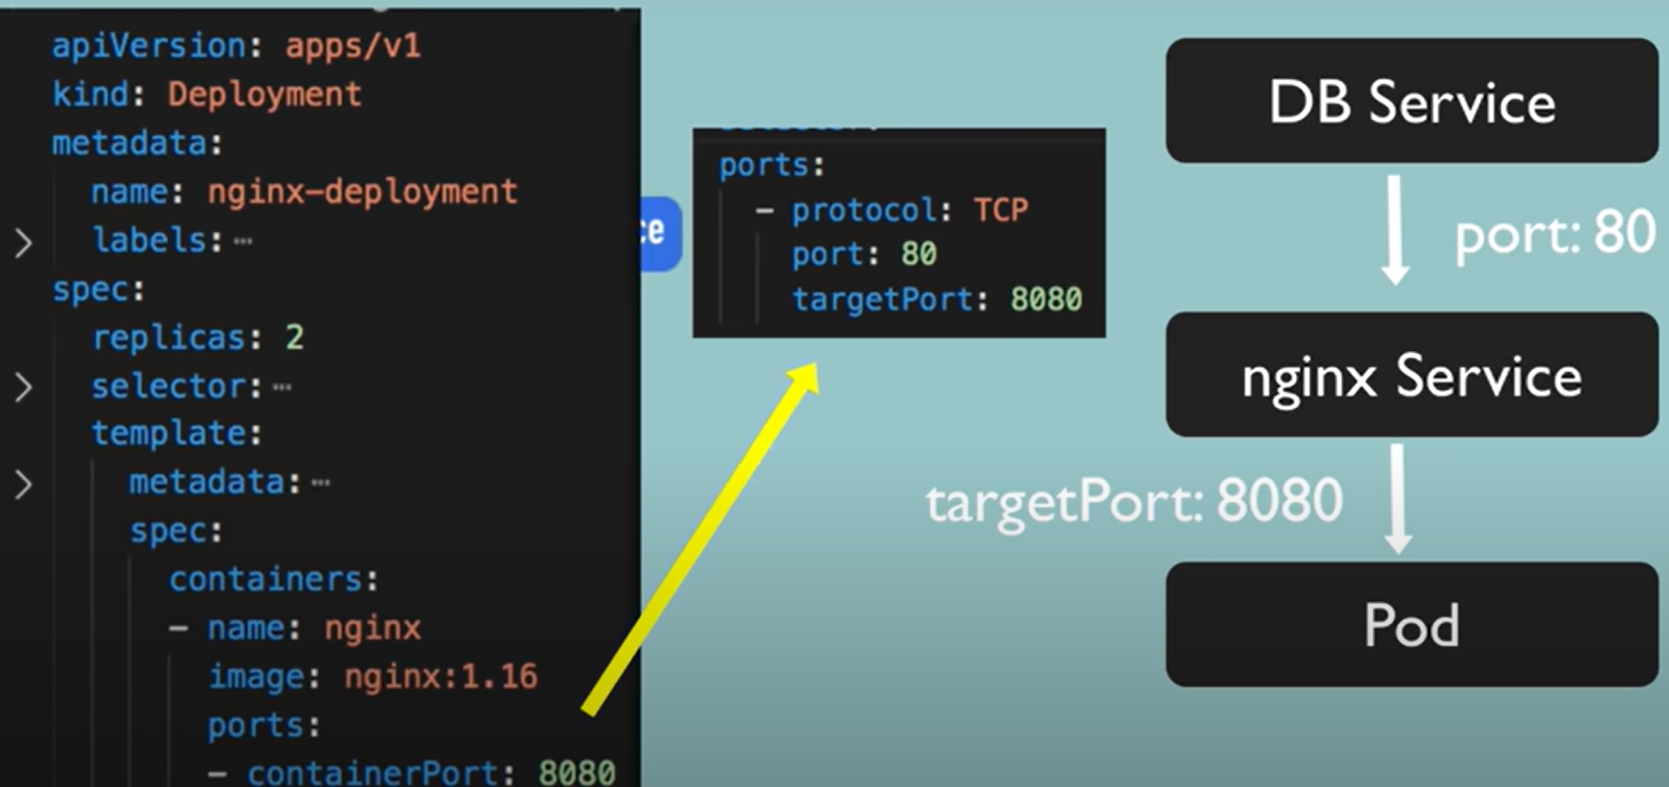 apiVersion: apps/v1
kind: Deployment
metadata:
name: nginx-deployment
labels:…
spec:
replicas: 2
selector:…
template:
metadata:…
spec:
containers:
- name: nginx
image: nginx:1.16
ports:
- containerPort: 8080
ce
ports:
- protocol: TCP
port: 80
targetPort: 8080
DB Service
port: 80
nginx Service
targetPort: 8080
Pod